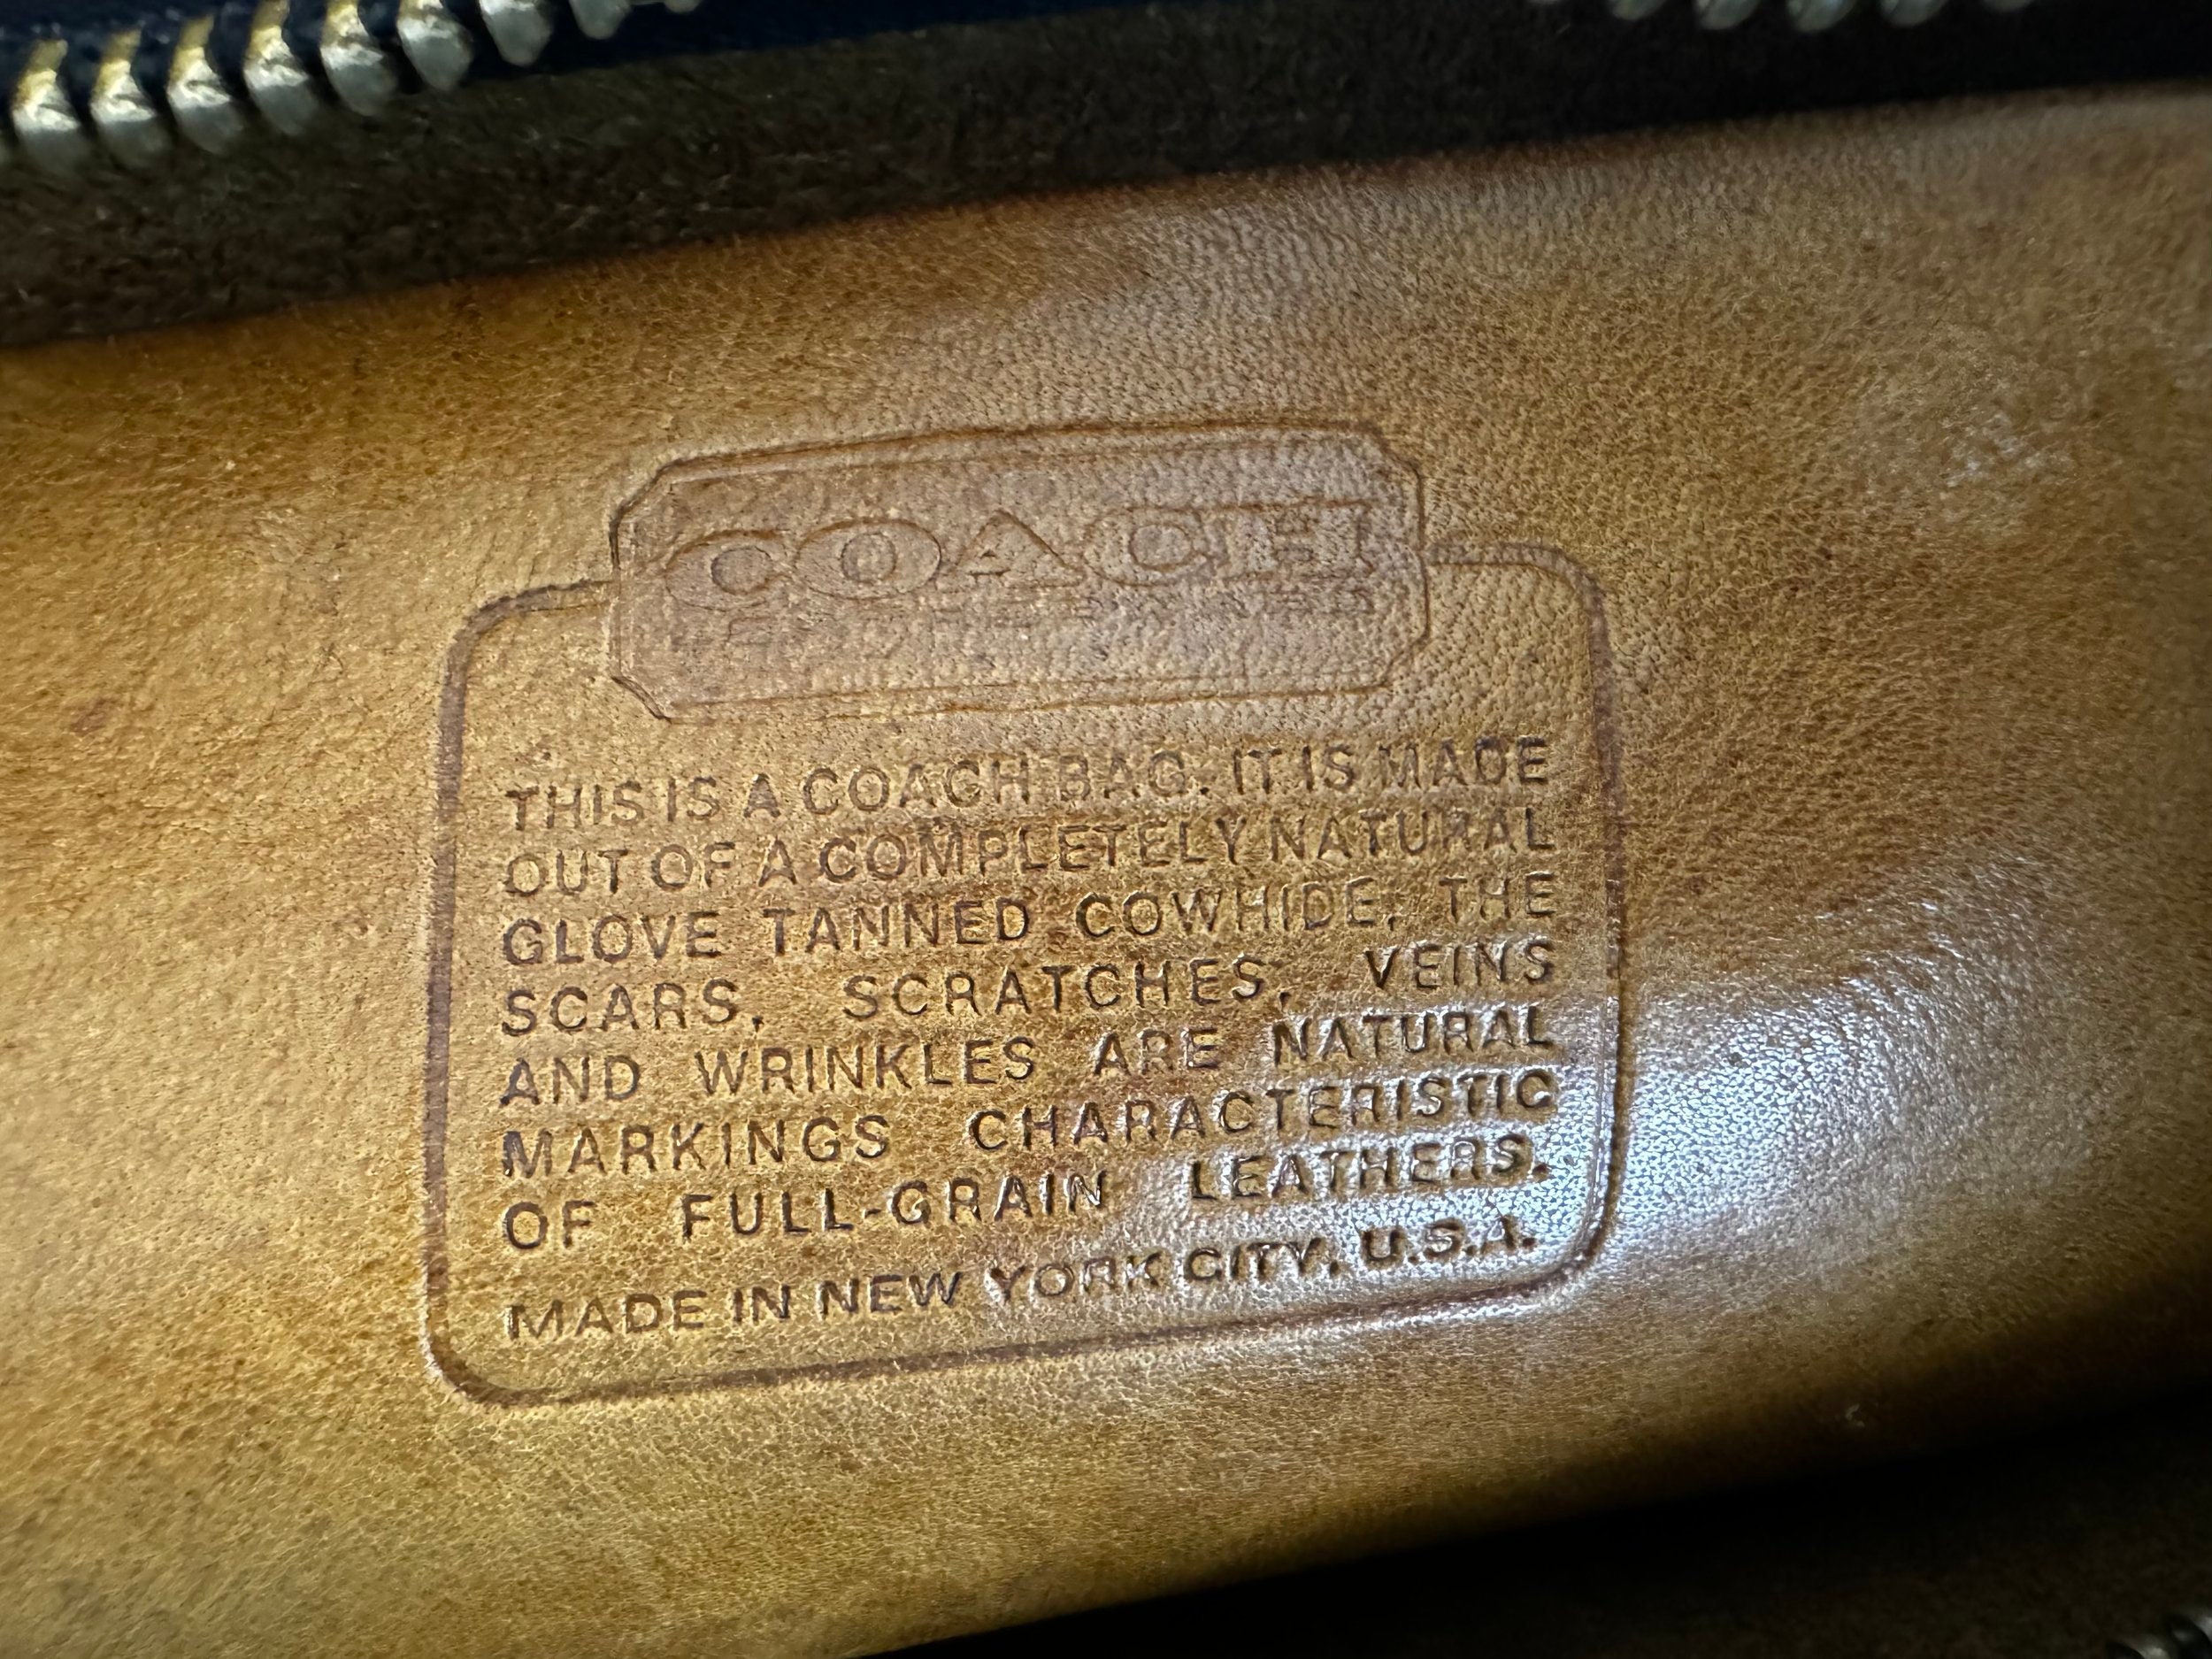 COACH
THIS IS A COACH BAG. IT IS MADE
OUT OF A COMPLETELY NATURAL
GLOVE TANNED COWHIDE, THE
SCARS, SCRATCHES, VEINS
AND WRINKLES ARE NATURAL
MARKINGS CHARACTERISTIC
OF FULL-GRAIN LEATHERS.
MADE IN NEW YORK CITY, U.S.A.